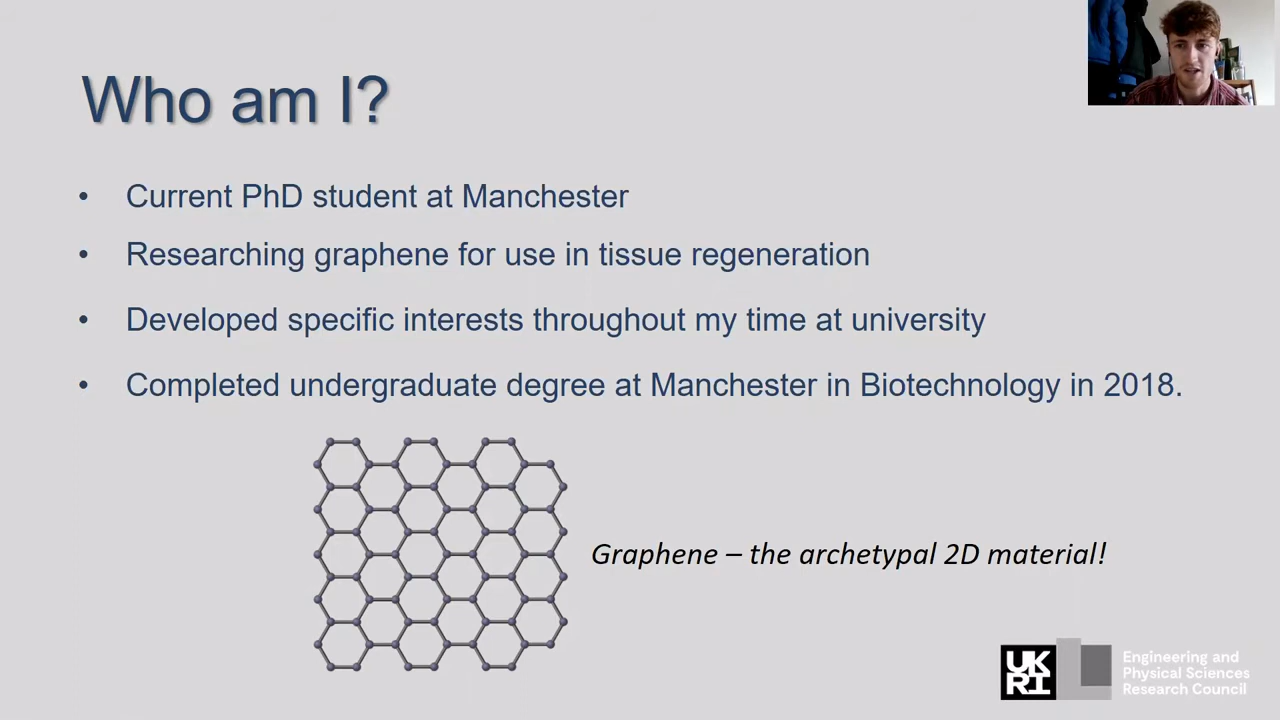 Who am I?
• Current PhD student at Manchester
• Researching graphene for use in tissue regeneration
• Developed specific interests throughout my time at university
• Completed undergraduate degree at Manchester in Biotechnology in 2018.
Graphene – the archetypal 2D material!
UK
RI
Engineering and
Physical Sciences
Research Council